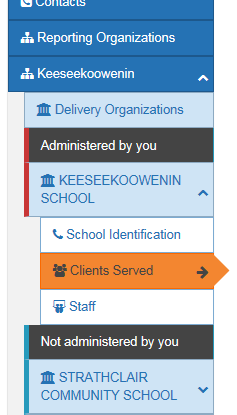 Contacts
Reporting Organizations
Keeseekoowenin
Delivery Organizations
Administered by you
KEESEEKOOWENIN
SCHOOL
School Identification
Clients Served
Staff
Not administered by you
STRATHCLAIR
COMMUNITY SCHOOL